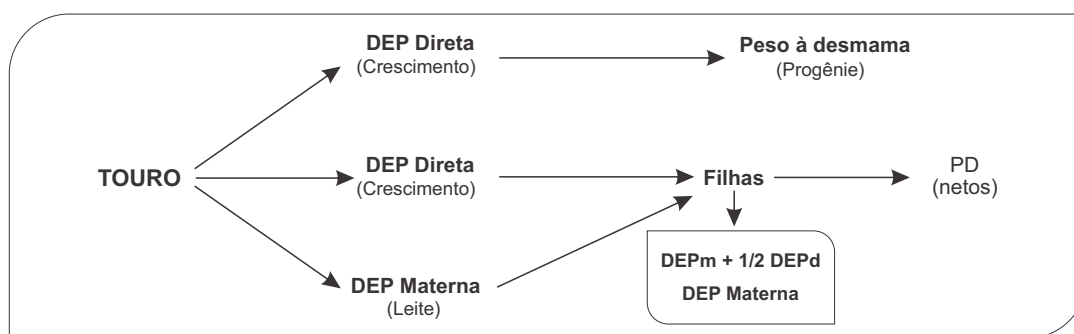 DEP Direta
(Crescimento)
Peso à desmama
(Progênie)
TOURO
DEP Direta
(Crescimento)
Filhas
PD
(netos)
DEP Materna
(Leite)
DEPm + 1/2 DEPd
DEP Materna